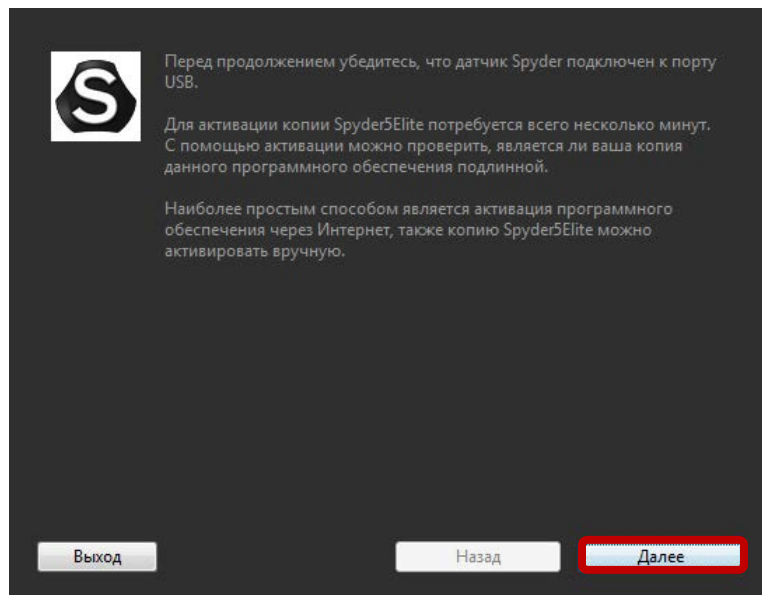 S
Перед продолжением убедитесь, что датчик Spyder подключен к порту
USB.
Для активации копии Spyder5Elite потребуется всего несколько минут.
С помощью активации можно проверить, является ли ваша копия
данного программного обеспечения подлинной.
Наиболее простым способом является активация программного
обеспечения через Интернет, также копию Spyder5Elite можно
активировать вручную.
Выход
Назад
Далее